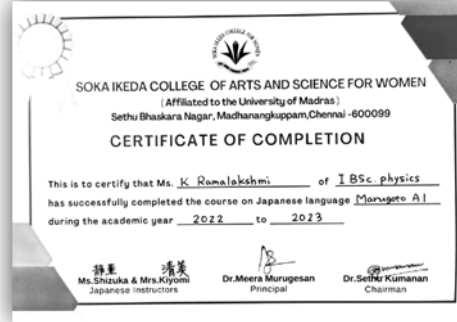 SOKA IKEDA COLLEGE OF ARTS AND SCIENCE FOR WOMEN
(Affiliated to the University of Madras)
Sethu Bhaskara Nagar, Madhanangkuppam,Chennai -600099
CERTIFICATE OF COMPLETION
This is to certify that Ms. K Ramalakshmi of I BSc. physics
has successfully completed the course on Japanese language Marugoto A1
during the academic year 2022 to 2023
静重 清美
Ms.Shizuka & Mrs.Kiyomi Dr.Meera Murugesan Dr.Sethu Kumanan
Japanese Instructors Principal Chairman